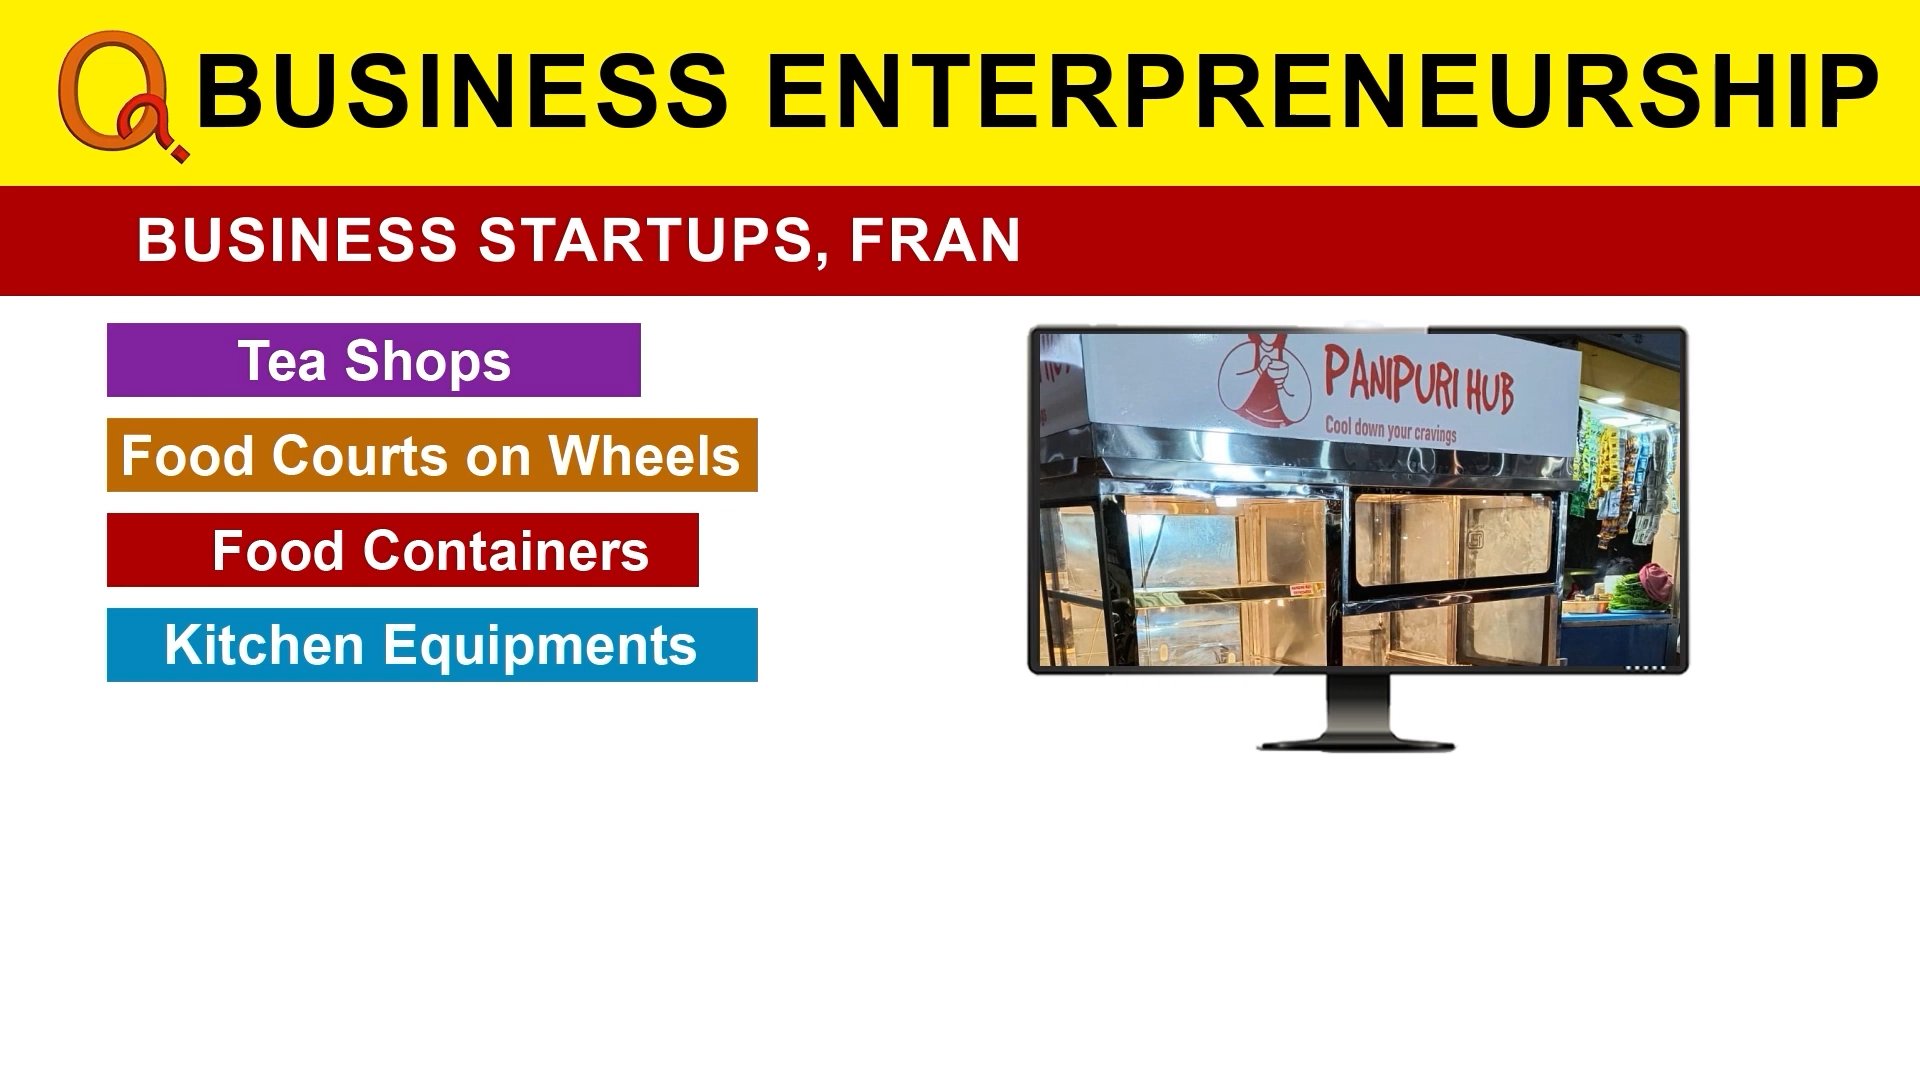 BUSINESS ENTERPRENEURSHIP
BUSINESS STARTUPS, FRAN
Tea Shops
Food Courts on Wheels
Food Containers
Kitchen Equipments
PANIPURI HUB
Cool down your cravings